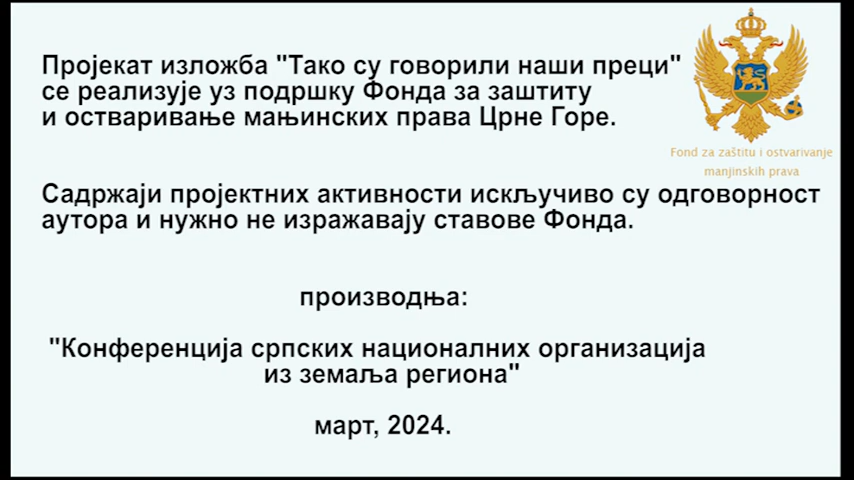 Пројекат изложба "Тако су говорили наши преци"
се реализује уз подршку Фонда за заштиту
и остваривање мањинских права Црне Горе.
Fond za zaštitu i ostvarivanje
manjinskih prava
Садржаји пројектних активности искључиво су одговорност
аутора и нужно не изражавају ставове Фонда.
производња:
"Конференција српских националних организација
из земаља региона"
март, 2024.